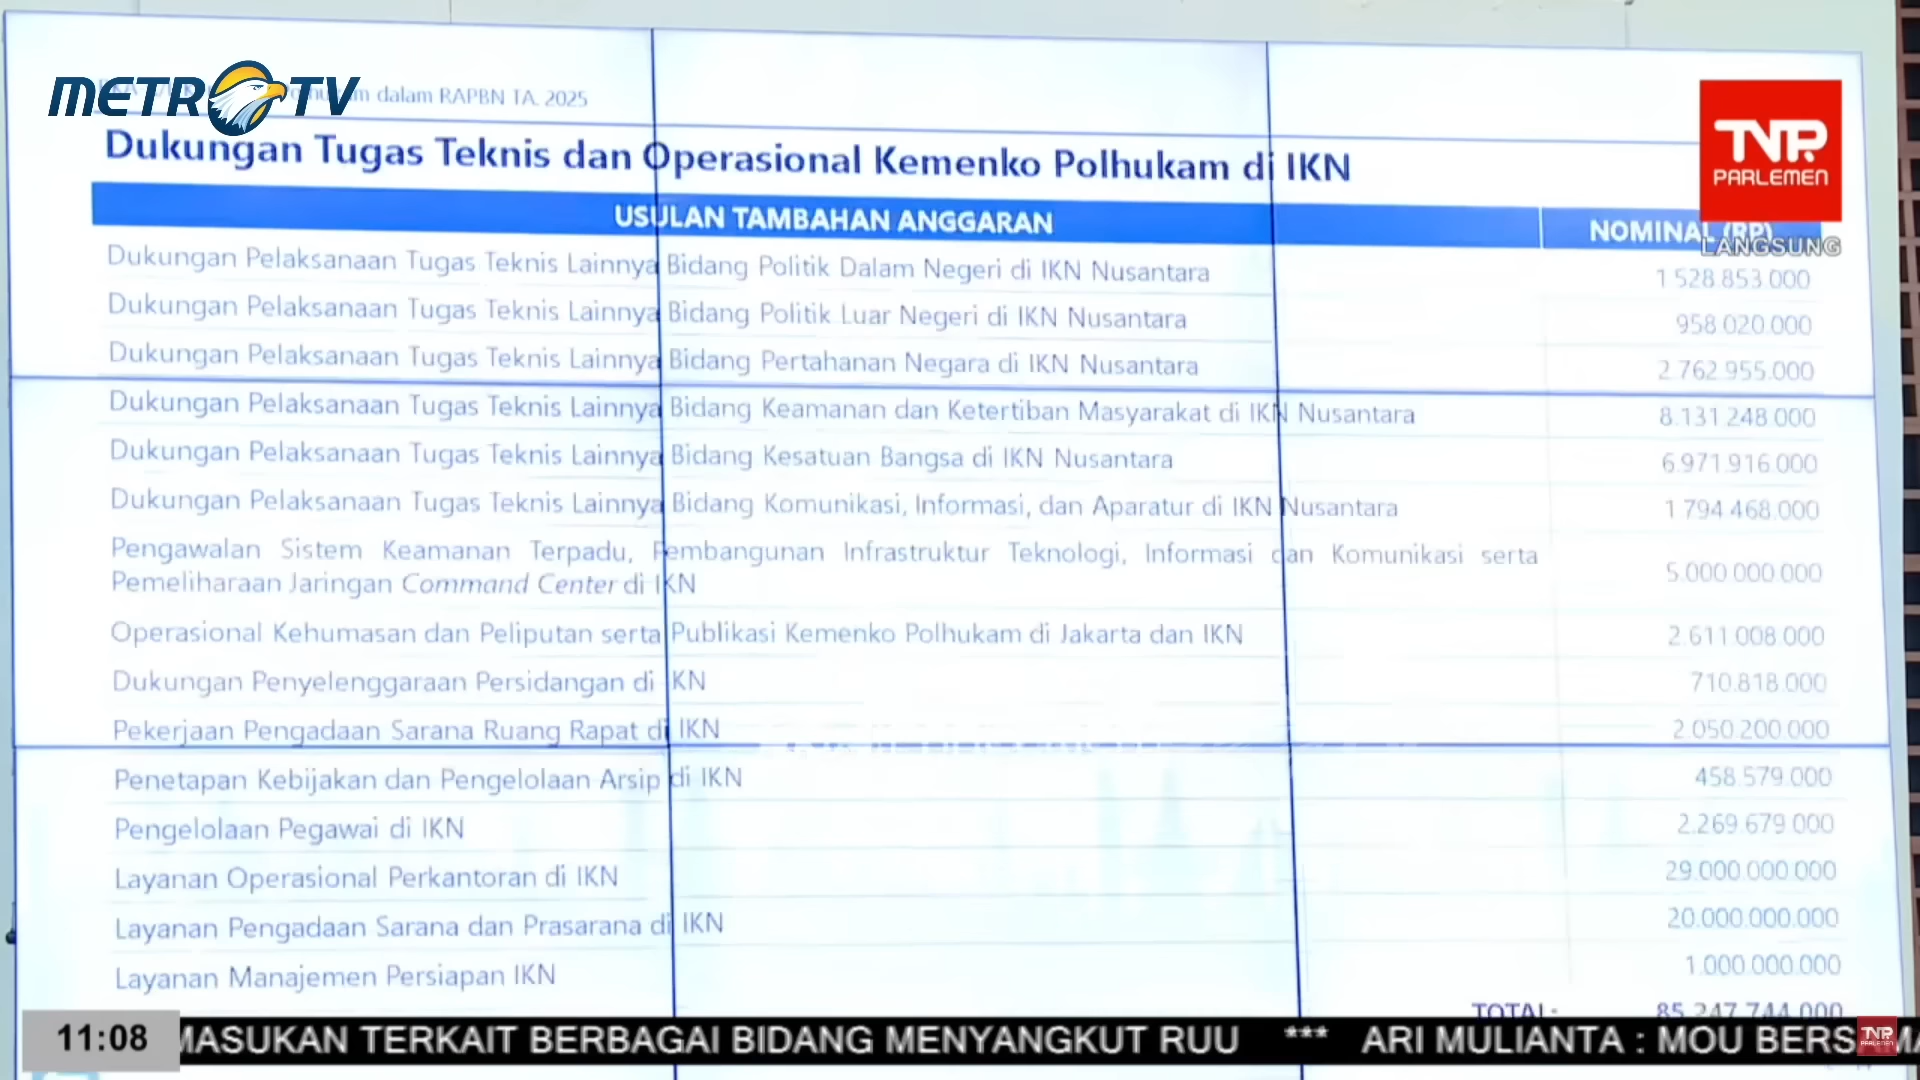 METRO TV
dalam RAPBN TA. 2025
TVP.
PARLEMEN
LANGSUNG
Dukungan Tugas Teknis dan Operasional Kemenko Polhukam di IKN
USULAN TAMBAHAN ANGGARAN NOMINAL (RP)
Dukungan Pelaksanaan Tugas Teknis Lainnya Bidang Politik Dalam Negeri di IKN Nusantara 1.528.853.000
Dukungan Pelaksanaan Tugas Teknis Lainnya Bidang Politik Luar Negeri di IKN Nusantara 958.020.000
Dukungan Pelaksanaan Tugas Teknis Lainnya Bidang Pertahanan Negara di IKN Nusantara 2.762.955.000
Dukungan Pelaksanaan Tugas Teknis Lainnya Bidang Keamanan dan Ketertiban Masyarakat di IKN Nusantara 8.131.248.000
Dukungan Pelaksanaan Tugas Teknis Lainnya Bidang Kesatuan Bangsa di IKN Nusantara 6.971.916.000
Dukungan Pelaksanaan Tugas Teknis Lainnya Bidang Komunikasi, Informasi, dan Aparatur di IKN Nusantara 1.794.468.000
Pengawalan Sistem Keamanan Terpadu, Pembangunan Infrastruktur Teknologi, Informasi dan Komunikasi serta
Pemeliharaan Jaringan Command Center di IKN 5.000.000.000
Operasional Kehumasan dan Peliputan serta Publikasi Kemenko Polhukam di Jakarta dan IKN 2.611.008.000
Dukungan Penyelenggaraan Persidangan di IKN 710.818.000
Pekerjaan Pengadaan Sarana Ruang Rapat di IKN 2.050.200.000
Penetapan Kebijakan dan Pengelolaan Arsip di IKN 458.579.000
Pengelolaan Pegawai di IKN 2.269.679.000
Layanan Operasional Perkantoran di IKN 29.000.000.000
Layanan Pengadaan Sarana dan Prasarana di IKN 20.000.000.000
Layanan Manajemen Persiapan IKN 1.000.000.000
TOTAL : 85.247.744.000
11:08 MASUKAN TERKAIT BERBAGAI BIDANG MENYANGKUT RUU *** ARI MULIANTA : MOU
TVP PARLEMEN